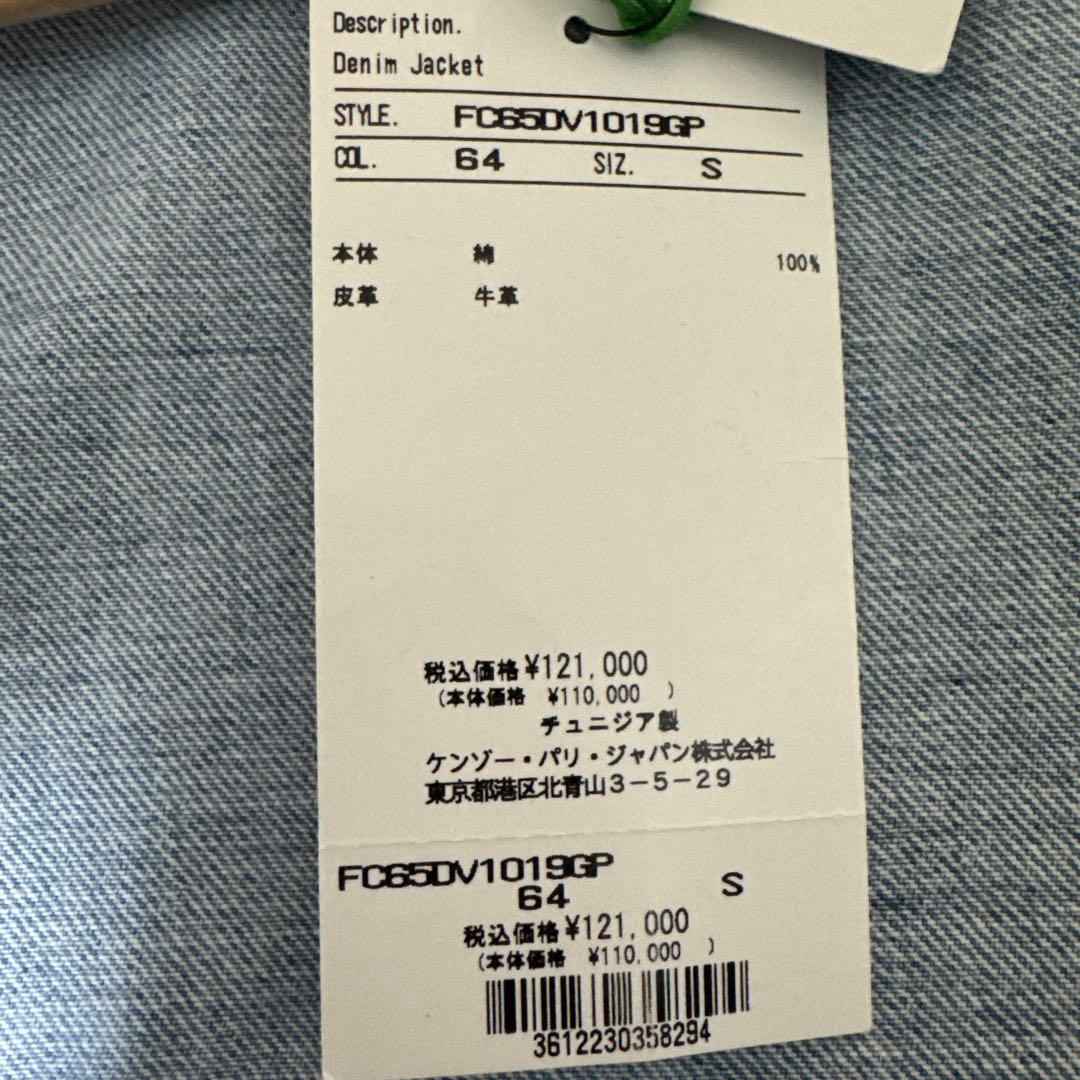 Description.
Denim Jacket
STYLE. FC65DV1019GP
COL. 64 SIZ. S
本体 綿 100%
皮革 牛革
税込価格¥121,000
(本体価格 ¥110,000 )
チュニジア製
ケンゾー・パリ・ジャパン株式会社
東京都港区北青山3-5-29
FC65DV1019GP
64 S
税込価格¥121,000
(本体価格 ¥110,000 )
3612230358294